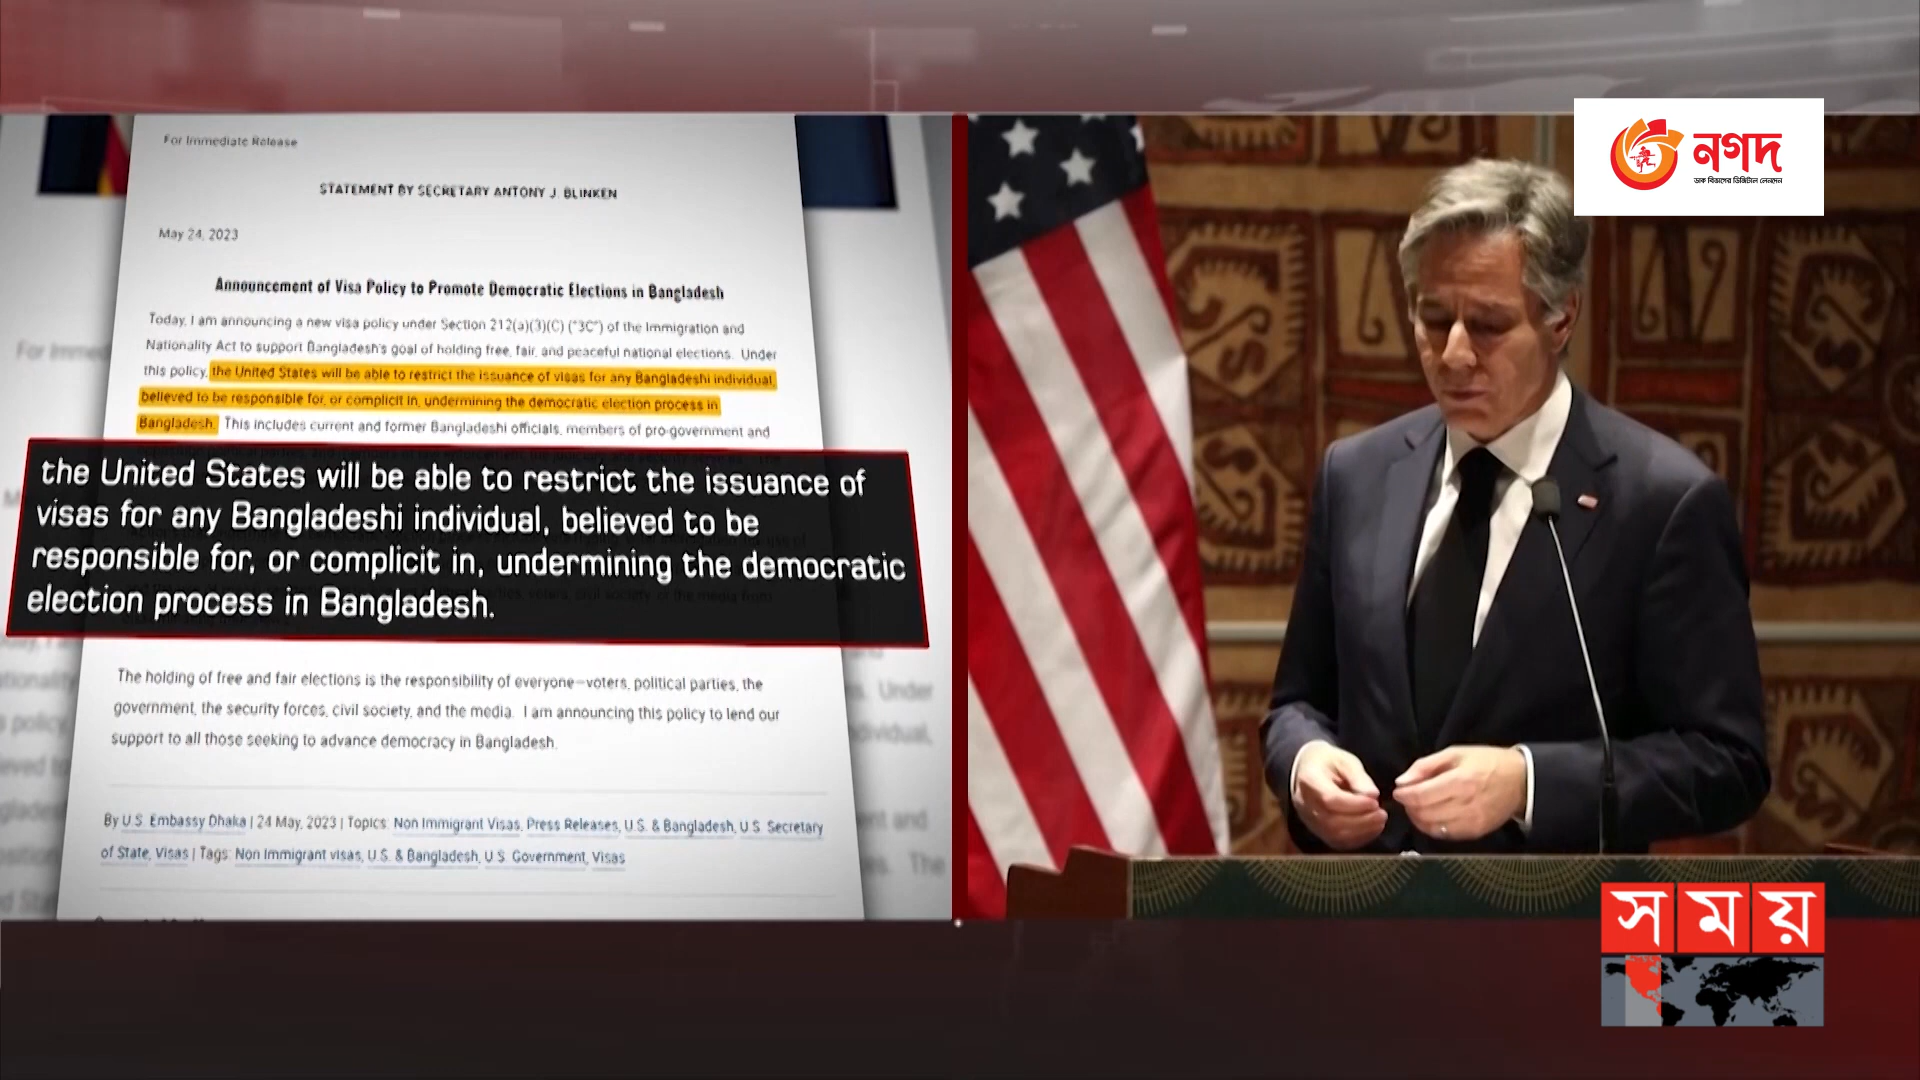 For Immediate Release
STATEMENT BY SECRETARY ANTONY J. BLINKEN
May 24, 2023
Announcement of Visa Policy to Promote Democratic Elections in Bangladesh
Today, I am announcing a new visa policy under Section 212(a)(3)(C) ("3C") of the Immigration and
Nationality Act to support Bangladesh's goal of holding free, fair, and peaceful national elections. Under
this policy, the United States will be able to restrict the issuance of visas for any Bangladeshi individual,
believed to be responsible for, or complicit in, undermining the democratic election process in
Bangladesh. This includes current and former Bangladeshi officials, members of pro-government and
the United States will be able to restrict the issuance of
visas for any Bangladeshi individual, believed to be
responsible for, or complicit in, undermining the democratic
election process in Bangladesh.
The holding of free and fair elections is the responsibility of everyone—voters, political parties, the
government, the security forces, civil society, and the media. I am announcing this policy to lend our
support to all those seeking to advance democracy in Bangladesh.
By U.S. Embassy Dhaka | 24 May, 2023 | Topics: Non Immigrant Visas, Press Releases, U.S. & Bangladesh, U.S. Secretary
of State, Visas | Tags: Non Immigrant visas, U.S. & Bangladesh, U.S. Government, Visas
নগদ
ডাক বিভাগের ডিজিটাল লেনদেন
সময়